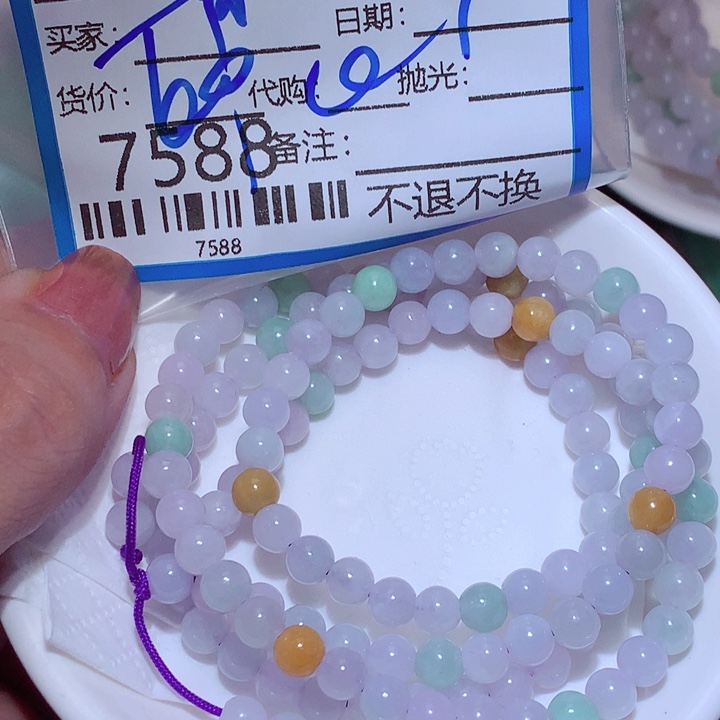 买家： 日期：
货价： 代购： 抛光：
7588 备注：
不退不换
7588